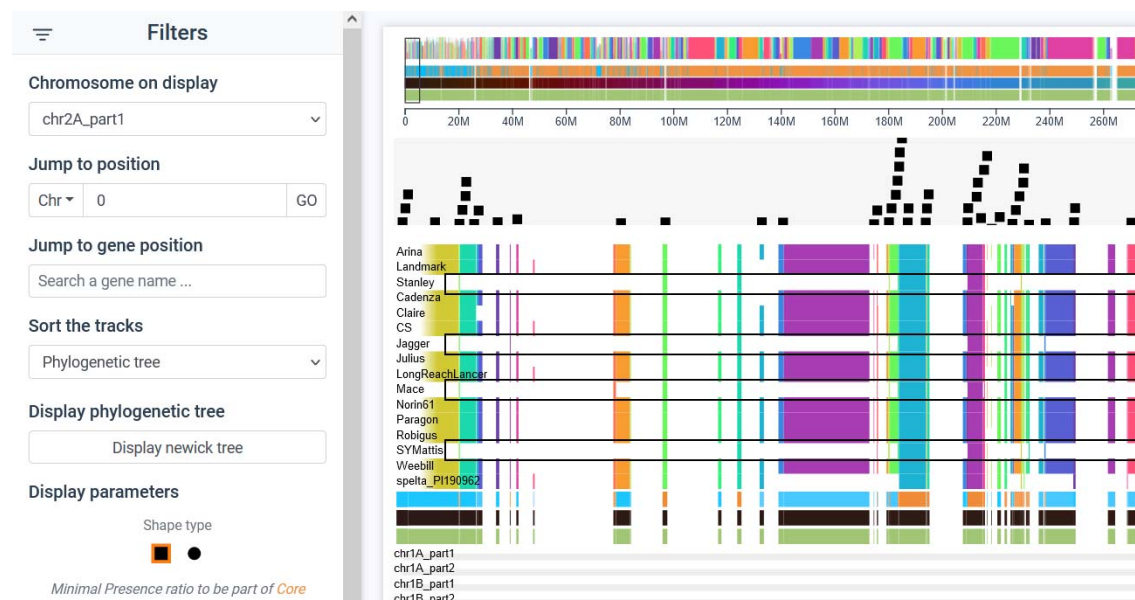 Filters
Chromosome on display
chr2A_part1
Jump to position
Chr 0 GO
Jump to gene position
Search a gene name ...
Sort the tracks
Phylogenetic tree
Display phylogenetic tree
Display newick tree
Display parameters
Shape type
Minimal Presence ratio to be part of Core
0 20M 40M 60M 80M 100M 120M 140M 160M 180M 200M 220M 240M 260M
Arina
Landmark
Stanley
Cadenza
Claire
CS
Jagger
Julius
LongReachLancer
Mace
Norin61
Paragon
Robigus
SYMattis
Weebill
spelta_PI190962
chr1A_part1
chr1A_part2
chr1B_part1
chr1B_part2